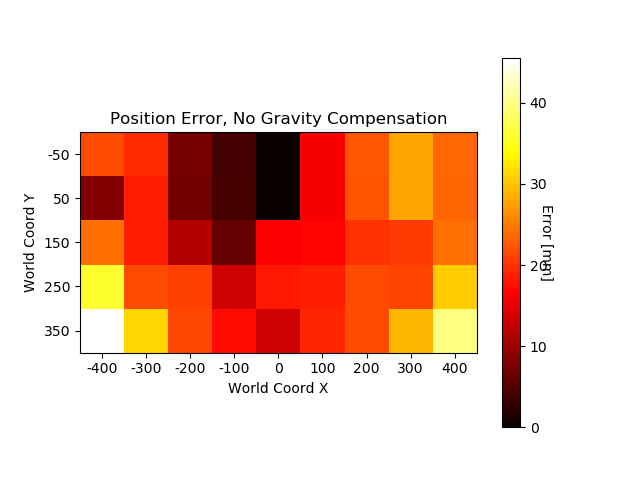 Position Error, No Gravity Compensation
World Coord Y
-50
50
150
250
350
-400 -300 -200 -100 0 100 200 300 400
World Coord X
40
30
20
10
0
Error [mm]